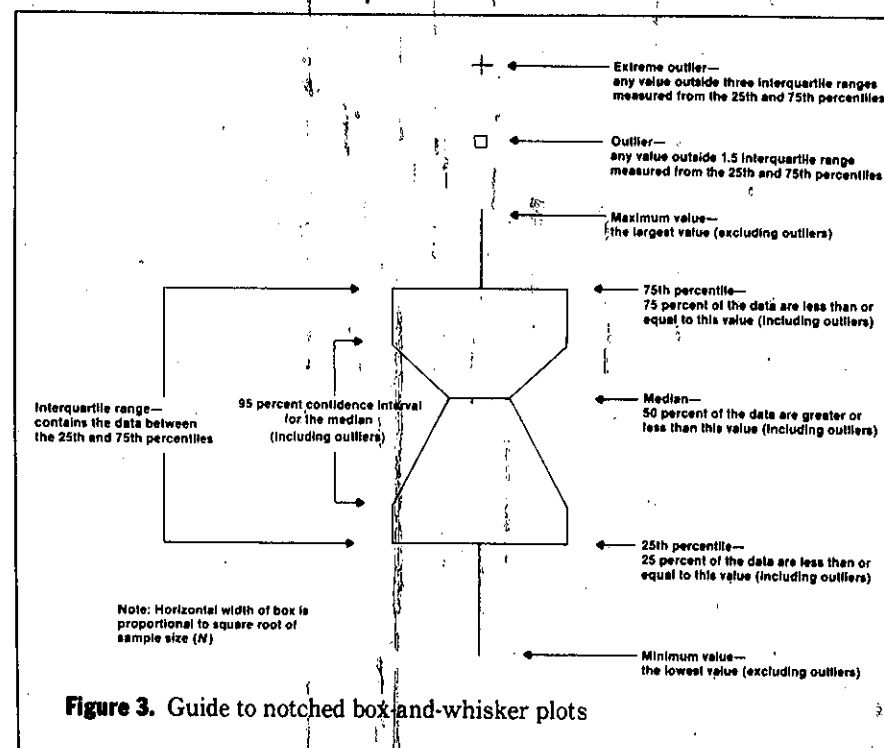 Extreme outlier—
any value outside three interquartile ranges
measured from the 25th and 75th percentiles
Outlier—
any value outside 1.5 interquartile range
measured from the 25th and 75th percentiles
Maximum value—
the largest value (excluding outliers)
75th percentile—
75 percent of the data are less than or
equal to this value (including outliers)
Interquartile range—
contains the data between
the 25th and 75th percentiles
95 percent confidence interval
for the median
(including outliers)
Median—
50 percent of the data are greater or
less than this value (including outliers)
25th percentile—
25 percent of the data are less than or
equal to this value (including outliers)
Note: Horizontal width of box is
proportional to square root of
sample size (N)
Minimum value—
the lowest value (excluding outliers)
Figure 3. Guide to notched box-and-whisker plots